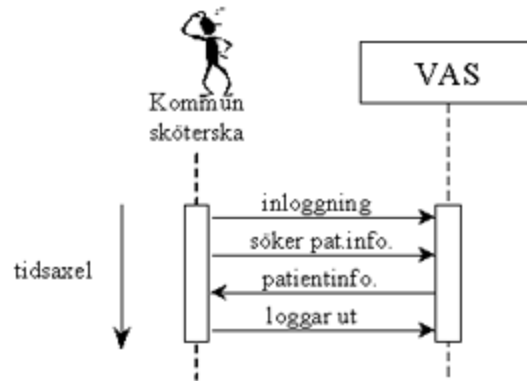 VAS
Kommun
sköterska
inloggning
söker pat.info.
tidsaxel
patientinfo.
loggar ut